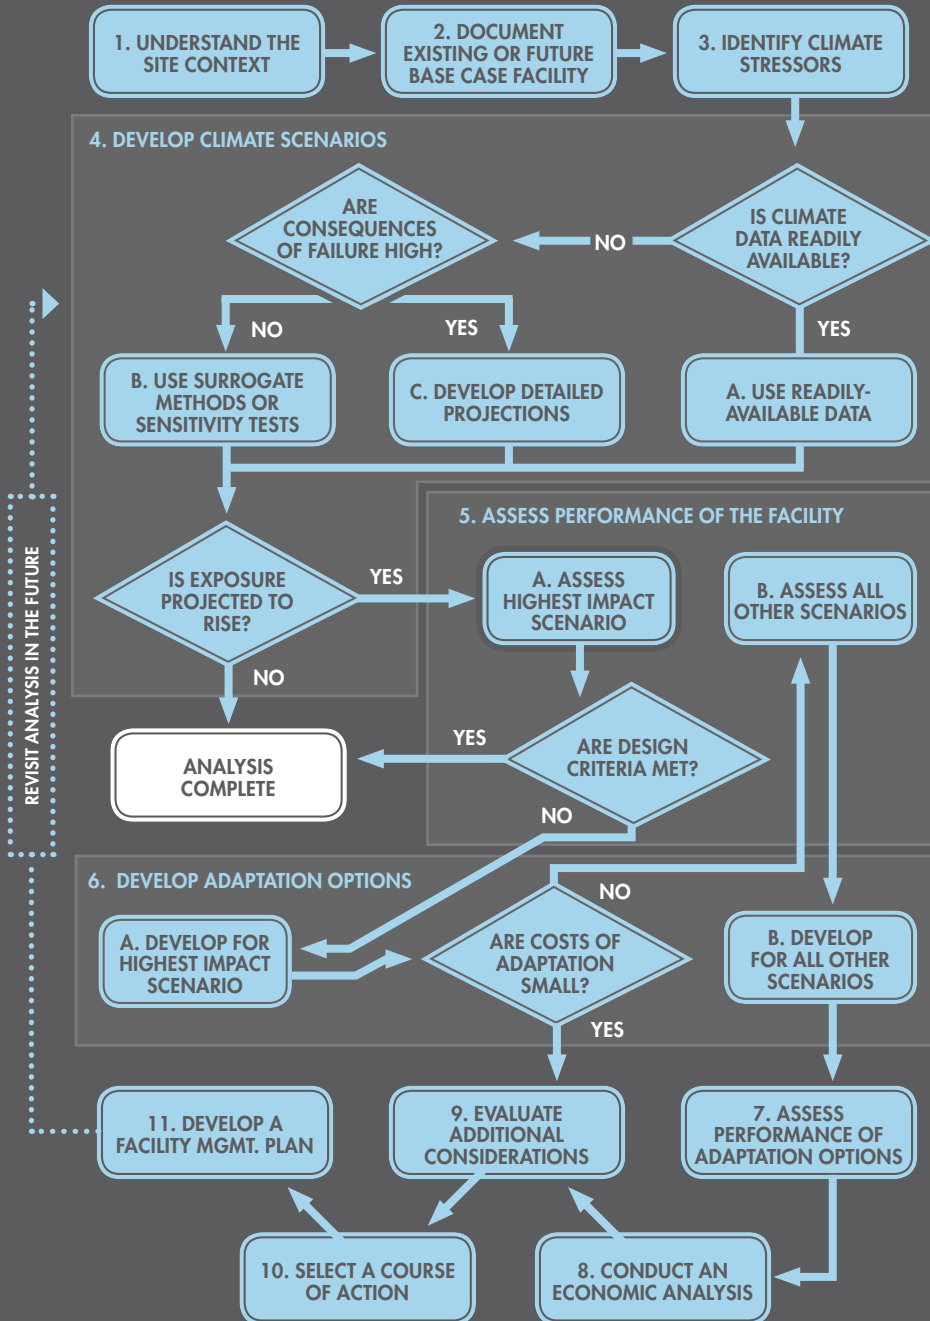 1. UNDERSTAND THE
SITE CONTEXT
2. DOCUMENT
EXISTING OR FUTURE
BASE CASE FACILITY
3. IDENTIFY CLIMATE
STRESSORS
4. DEVELOP CLIMATE SCENARIOS
ARE
CONSEQUENCES
OF FAILURE HIGH?
NO
IS CLIMATE
DATA READILY
AVAILABLE?
NO
YES
YES
B. USE SURROGATE
METHODS OR
SENSITIVITY TESTS
C. DEVELOP DETAILED
PROJECTIONS
A. USE READILY-
AVAILABLE DATA
IS EXPOSURE
PROJECTED TO
RISE?
YES
NO
5. ASSESS PERFORMANCE OF THE FACILITY
A. ASSESS
HIGHEST IMPACT
SCENARIO
B. ASSESS ALL
OTHER SCENARIOS
REVISIT ANALYSIS IN THE FUTURE
ANALYSIS
COMPLETE
YES
ARE DESIGN
CRITERIA MET?
NO
6. DEVELOP ADAPTATION OPTIONS
NO
A. DEVELOP FOR
HIGHEST IMPACT
SCENARIO
ARE COSTS OF
ADAPTATION
SMALL?
B. DEVELOP
FOR ALL OTHER
SCENARIOS
YES
11. DEVELOP A
FACILITY MGMT. PLAN
9. EVALUATE
ADDITIONAL
CONSIDERATIONS
7. ASSESS
PERFORMANCE OF
ADAPTATION OPTIONS
10. SELECT A COURSE
OF ACTION
8. CONDUCT AN
ECONOMIC ANALYSIS